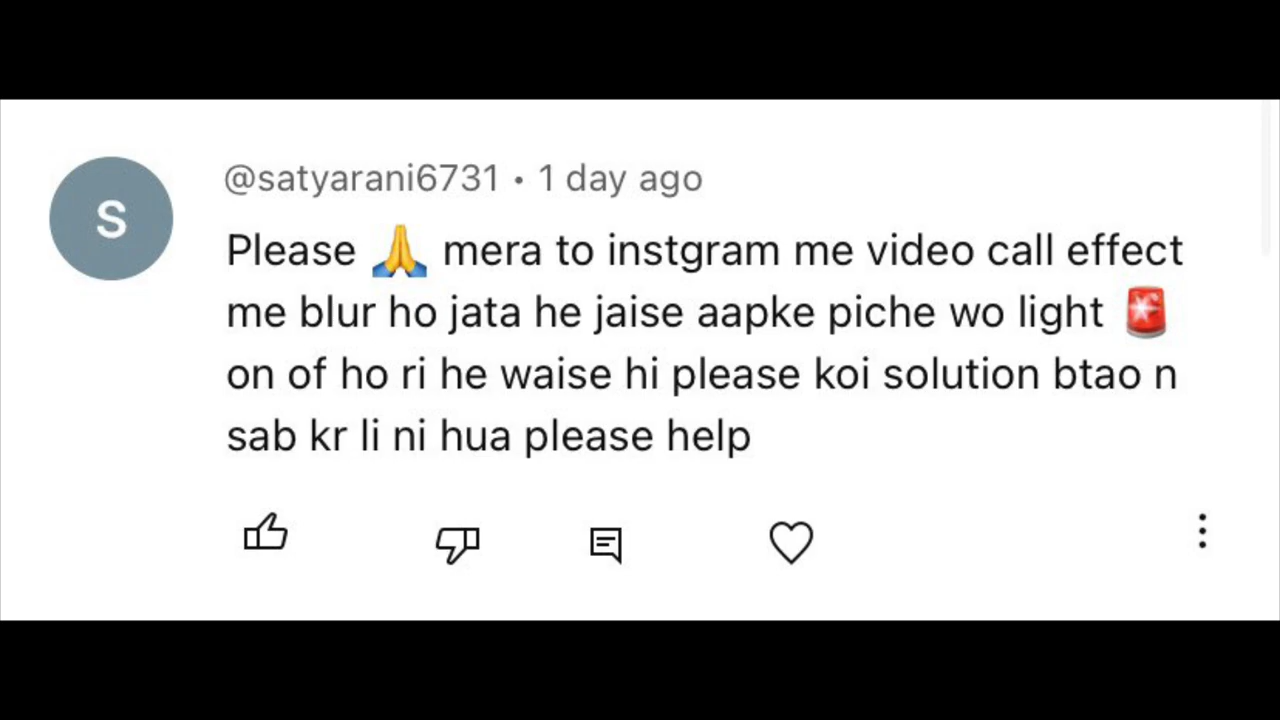 S
@satyarani6731 • 1 day ago
Please 🙏 mera to instgram me video call effect
me blur ho jata he jaise aapke piche wo light 🚨
on of ho ri he waise hi please koi solution btao n
sab kr li ni hua please help